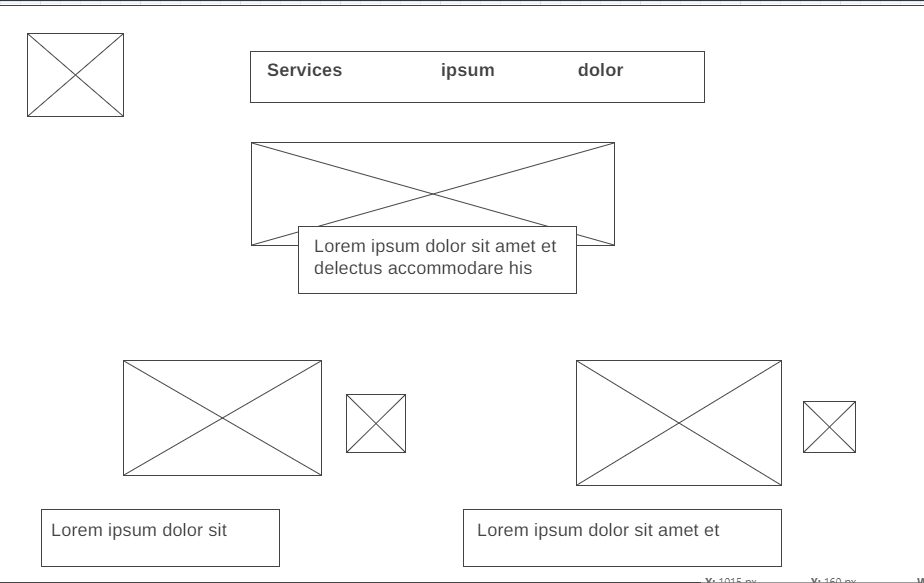 Services ipsum dolor
Lorem ipsum dolor sit amet et
delectus accommodare his
Lorem ipsum dolor sit
Lorem ipsum dolor sit amet et
X: 1015 px Y: 160 px